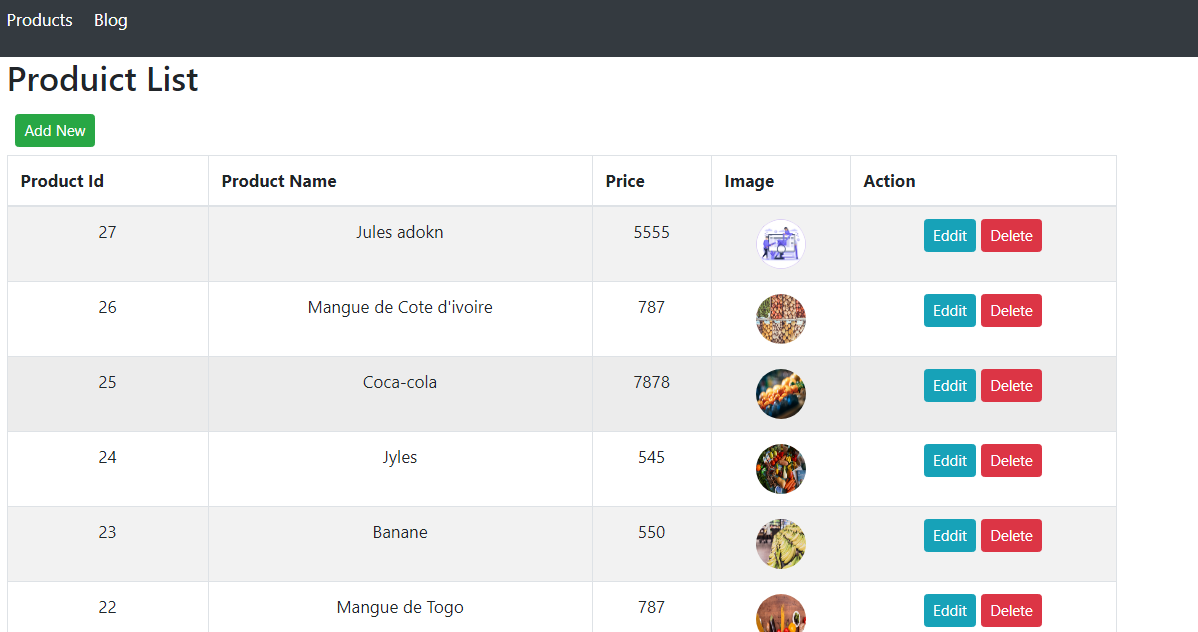 Products Blog
Produict List
Add New
Product Id Product Name Price Image Action
27 Jules adokn 5555 Eddit Delete
26 Mangue de Cote d'ivoire 787 Eddit Delete
25 Coca-cola 7878 Eddit Delete
24 Jyles 545 Eddit Delete
23 Banane 550 Eddit Delete
22 Mangue de Togo 787 Eddit Delete